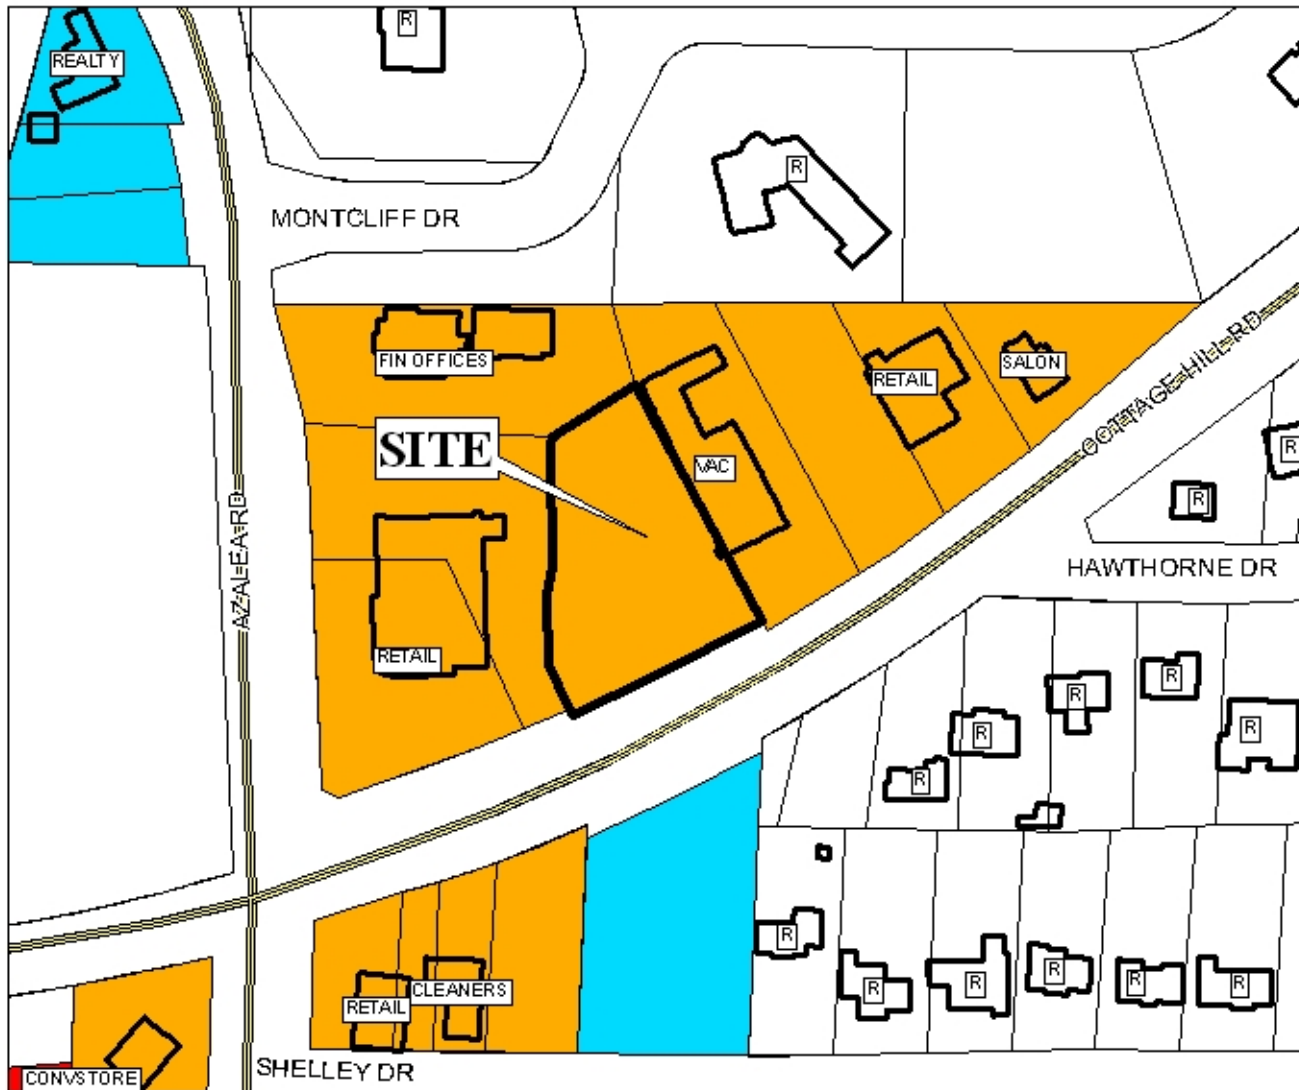 R
REALTY
R
MONTCLIFF DR
FIN OFFICES
RETAIL
SALON
COTTAGE HILL RD
SITE
VAC
R
R
AZALEA RD
HAWTHORNE DR
RETAIL
R
R
R
R
R
R
R
R
R
R
R
CLEANERS
RETAIL
SHELLEY DR
CONVSTORE